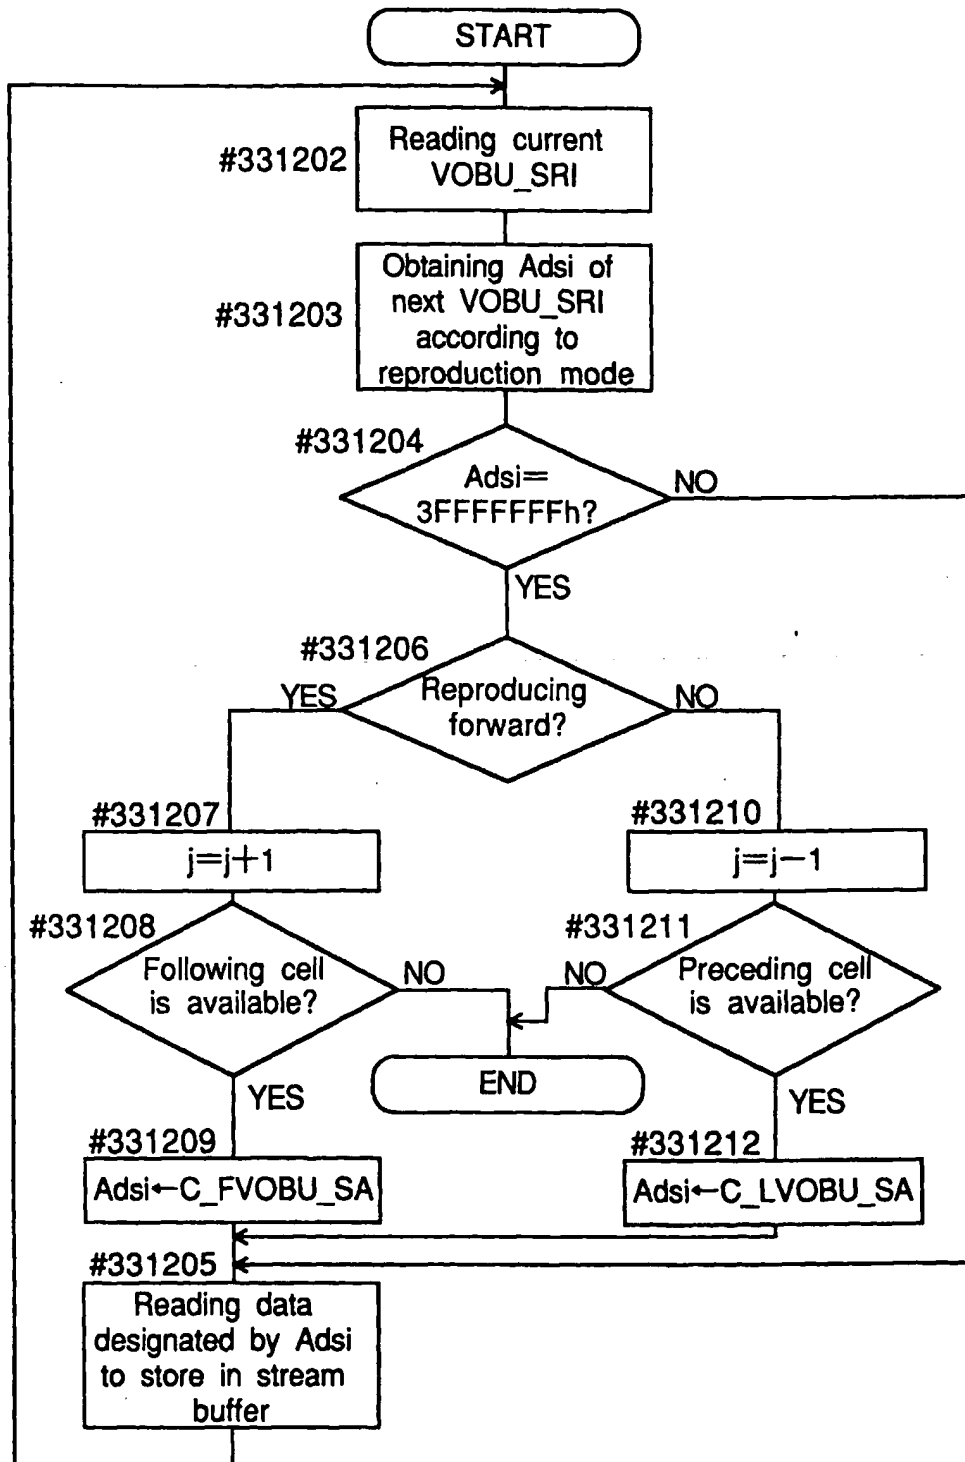 START
#331202
Reading current
VOBU_SRI
#331203
Obtaining Adsi of
next VOBU_SRI
according to
reproduction mode
#331204
Adsi=
3FFFFFFFh?
NO
YES
#331206
Reproducing
forward?
YES
NO
#331207
j=j+1
#331210
j=j-1
#331208
Following cell
is available?
NO
#331211
Preceding cell
is available?
NO
END
YES
YES
#331209
Adsi←C_FVOBU_SA
#331212
Adsi←C_LVOBU_SA
#331205
Reading data
designated by Adsi
to store in stream
buffer